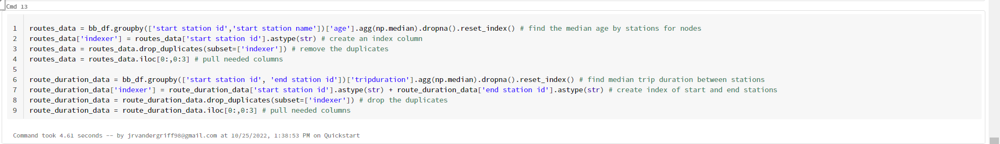 Cmd 13
1 routes_data = bb_df.groupby(['start station id','start station name'])['age'].agg(np.median).dropna().reset_index() # find the median age by stations for nodes
2 routes_data['indexer'] = routes_data['start station id'].astype(str) # create an index column
3 routes_data = routes_data.drop_duplicates(subset=['indexer']) # remove the duplicates
4 routes_data = routes_data.iloc[0:,0:3] # pull needed columns
5
6 route_duration_data = bb_df.groupby(['start station id', 'end station id'])['tripduration'].agg(np.median).dropna().reset_index() # find median trip duration between stations
7 route_duration_data['indexer'] = route_duration_data['start station id'].astype(str) + route_duration_data['end station id'].astype(str) # create index of start and end stations
8 route_duration_data = route_duration_data.drop_duplicates(subset=['indexer']) # drop the duplicates
9 route_duration_data = route_duration_data.iloc[0:,0:3] # pull needed columns
Command took 4.61 seconds -- by jrvandergriff98@gmail.com at 10/25/2022, 1:38:53 PM on Quickstart